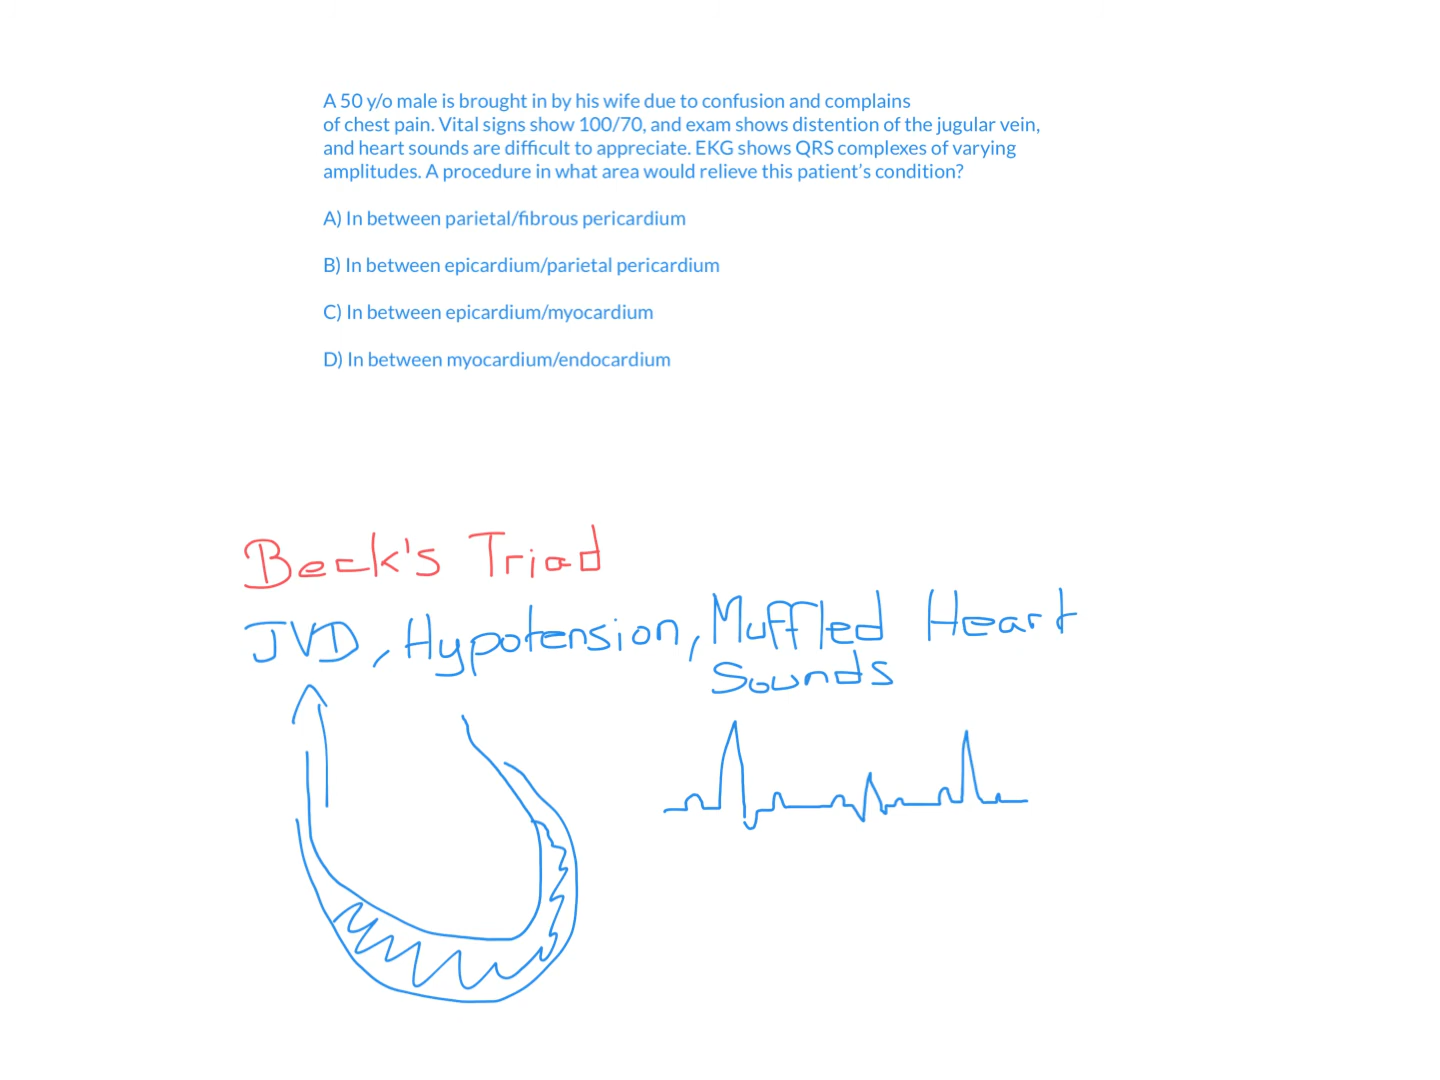 A 50 y/o male is brought in by his wife due to confusion and complains
of chest pain. Vital signs show 100/70, and exam shows distention of the jugular vein,
and heart sounds are difficult to appreciate. EKG shows QRS complexes of varying
amplitudes. A procedure in what area would relieve this patient's condition?
A) In between parietal/fibrous pericardium
B) In between epicardium/parietal pericardium
C) In between epicardium/myocardium
D) In between myocardium/endocardium
Beck's Triad
JVD, Hypotension, Muffled Heart
Sounds